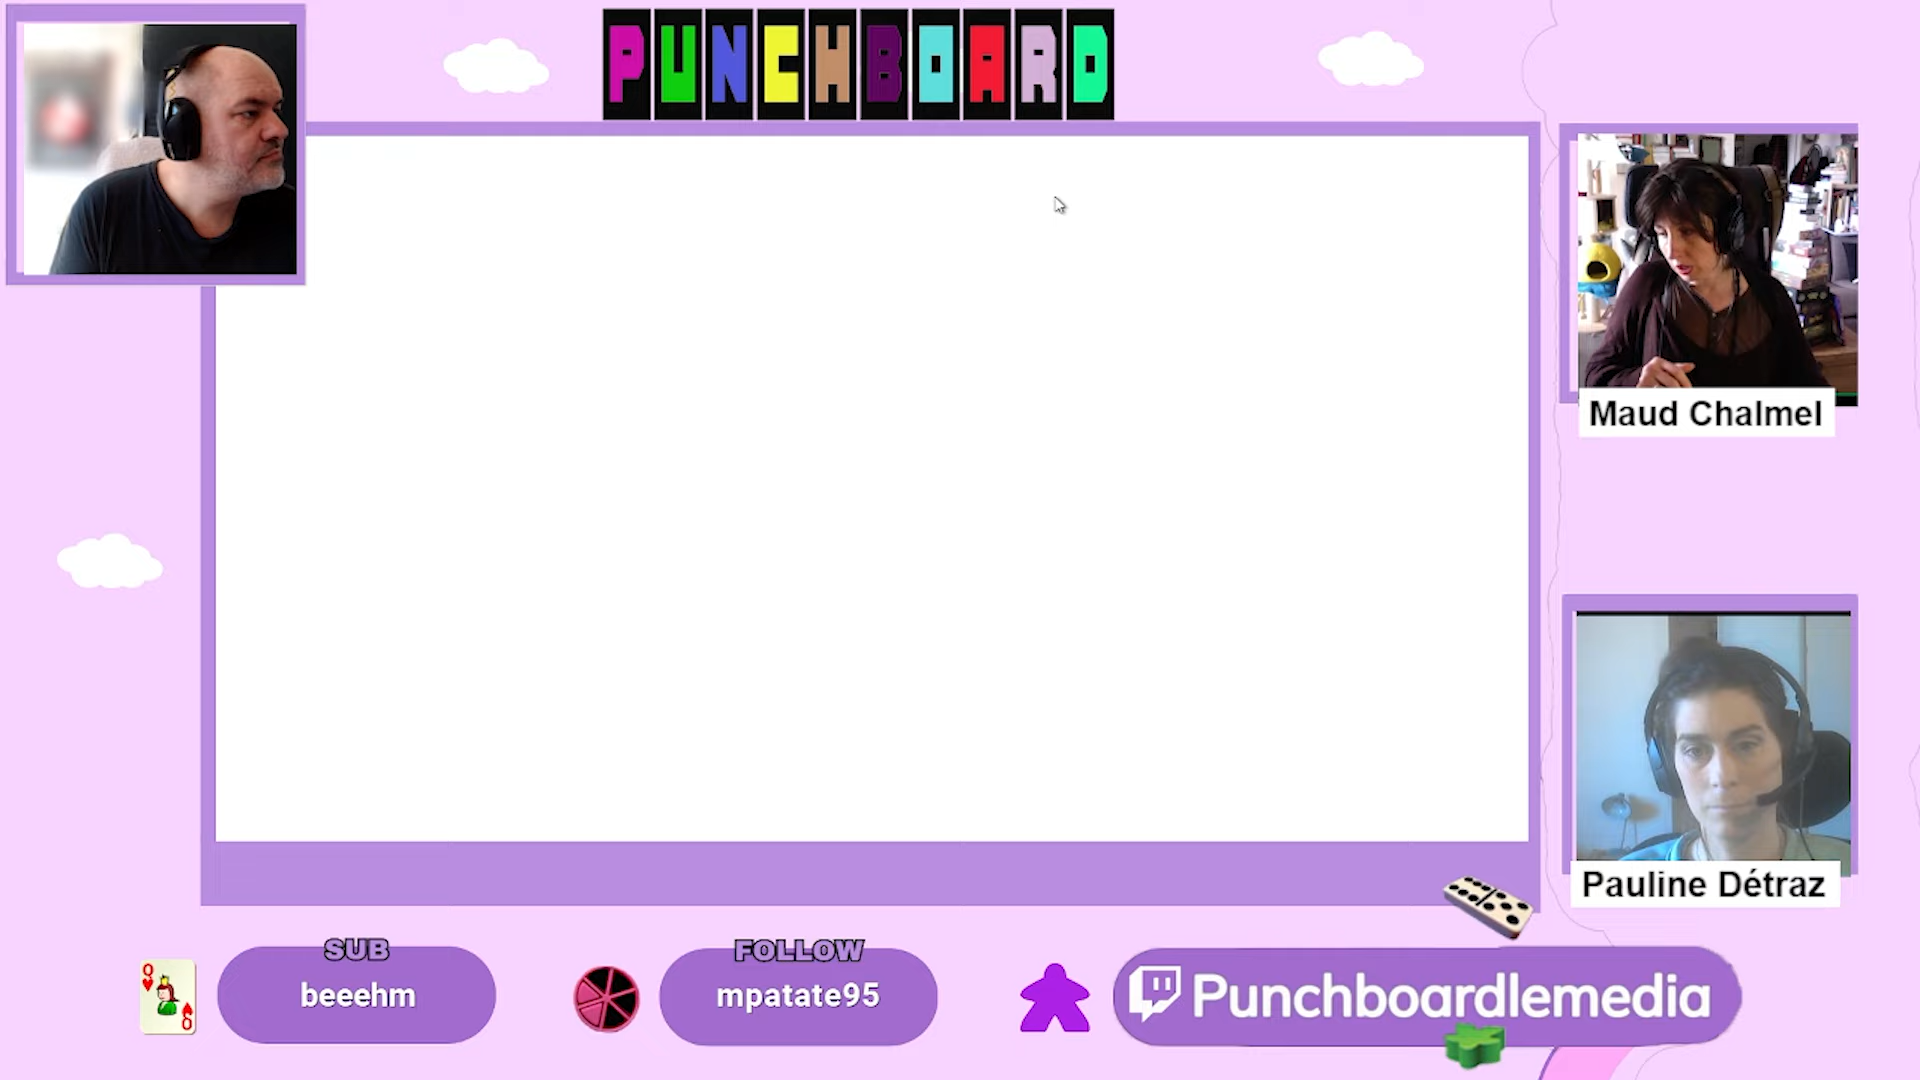 PUNCHBOARD
Maud Chalmel
Pauline Détraz
SUB
beeehm
FOLLOW
mpatate95
Punchboardlemedia
Q
Q